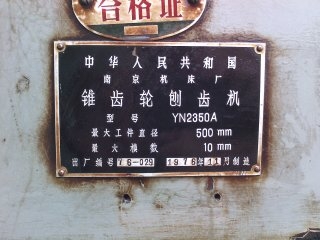 合格证
中华人民共和国
南京机床厂
锥齿轮刨齿机
型号 YN2350A
最大工件直径 500 mm
最大模数 10 mm
出厂编号 76-029 1976年11月制造